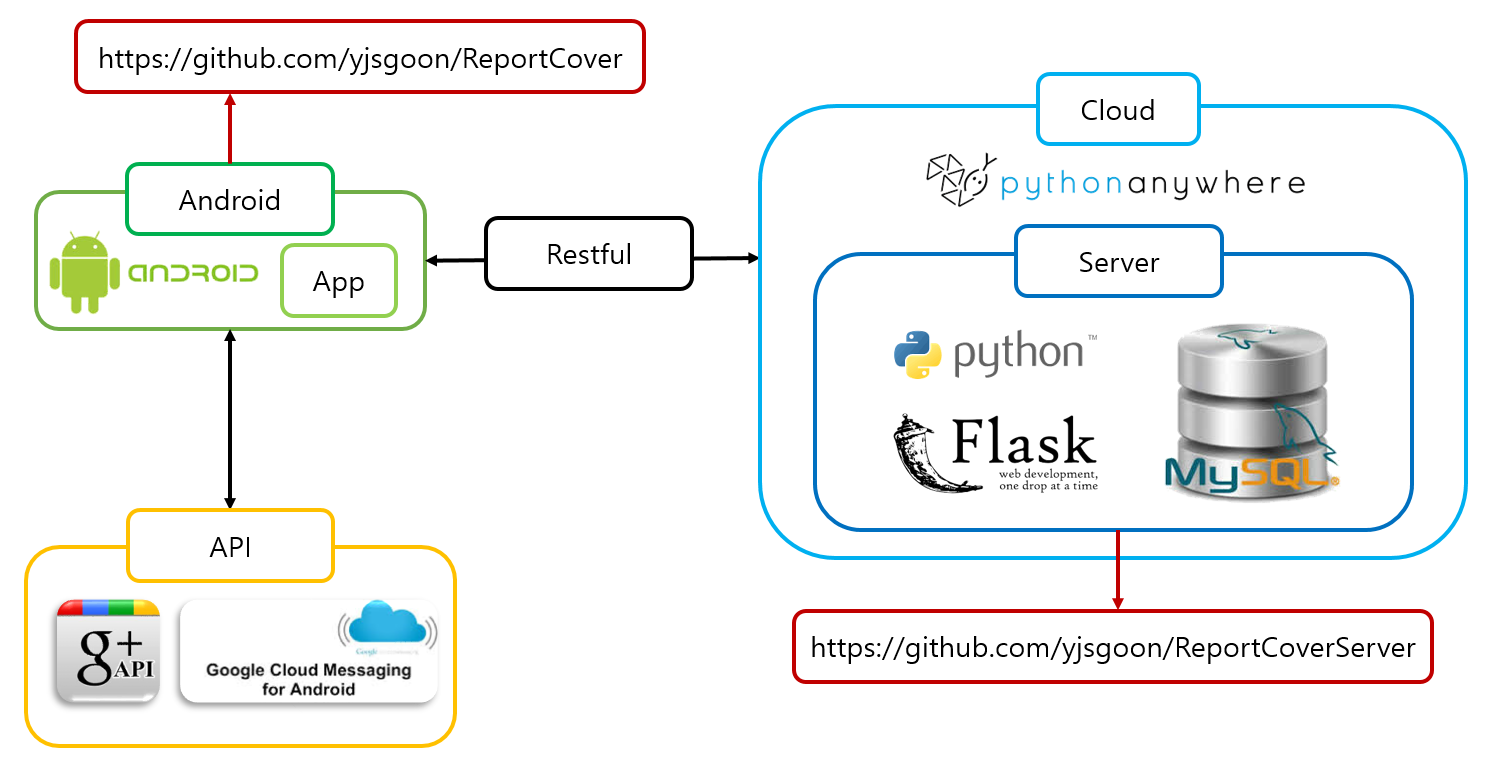 https://github.com/yjsgoon/ReportCover
Android
ANDROID
App
Restful
Cloud
pythonanywhere
Server
python™
Flask
web development,
one drop at a time
MySQL®
https://github.com/yjsgoon/ReportCoverServer
API
g+
API
Google
Google Cloud Messaging
for Android